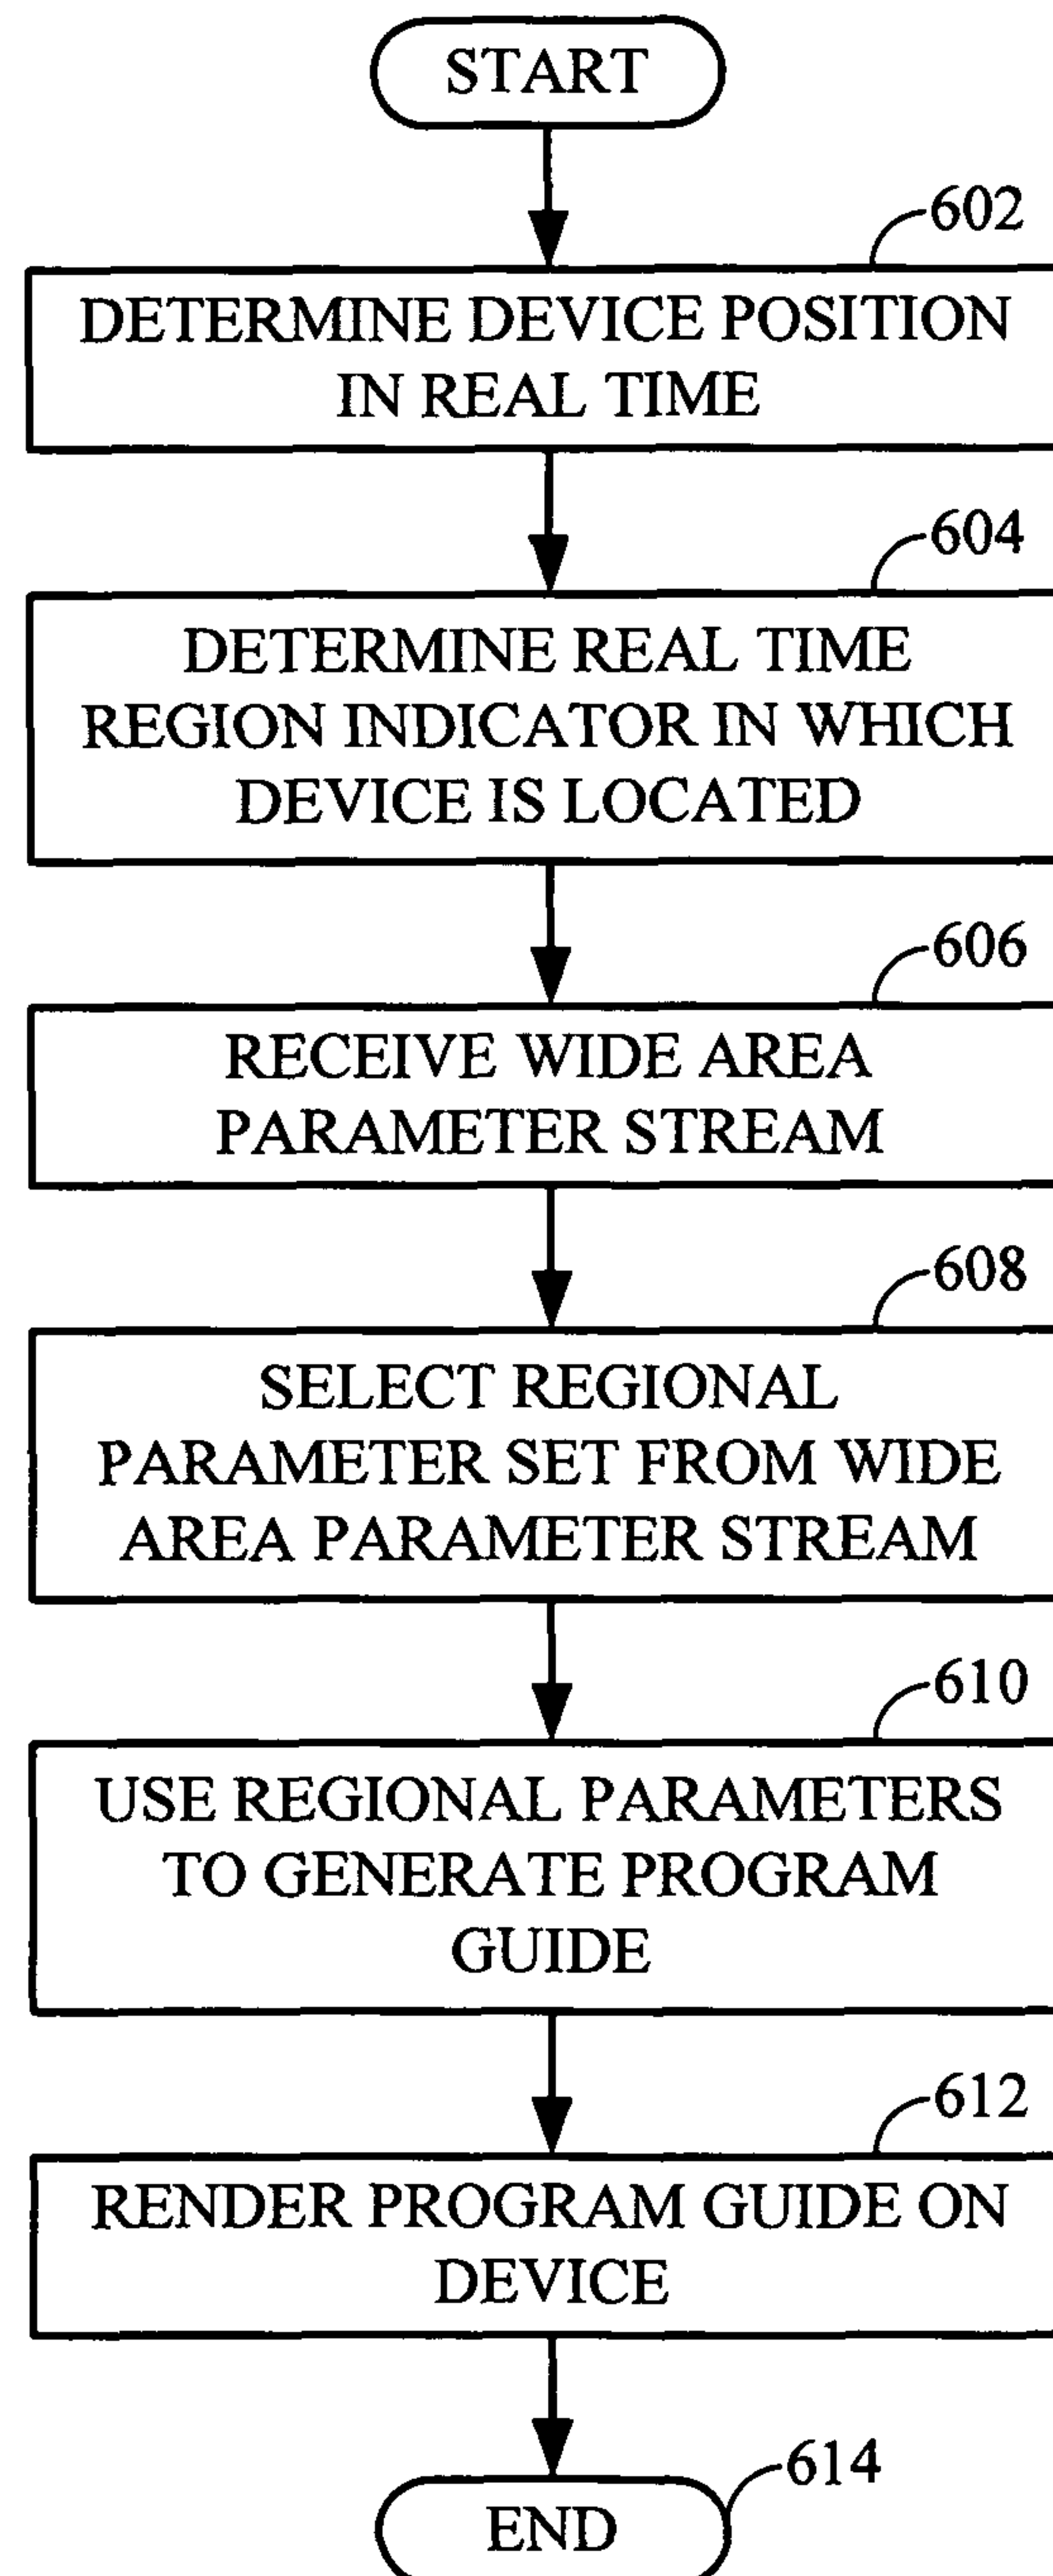 START
602
DETERMINE DEVICE POSITION
IN REAL TIME
604
DETERMINE REAL TIME
REGION INDICATOR IN WHICH
DEVICE IS LOCATED
606
RECEIVE WIDE AREA
PARAMETER STREAM
608
SELECT REGIONAL
PARAMETER SET FROM WIDE
AREA PARAMETER STREAM
610
USE REGIONAL PARAMETERS
TO GENERATE PROGRAM
GUIDE
612
RENDER PROGRAM GUIDE ON
DEVICE
614
END